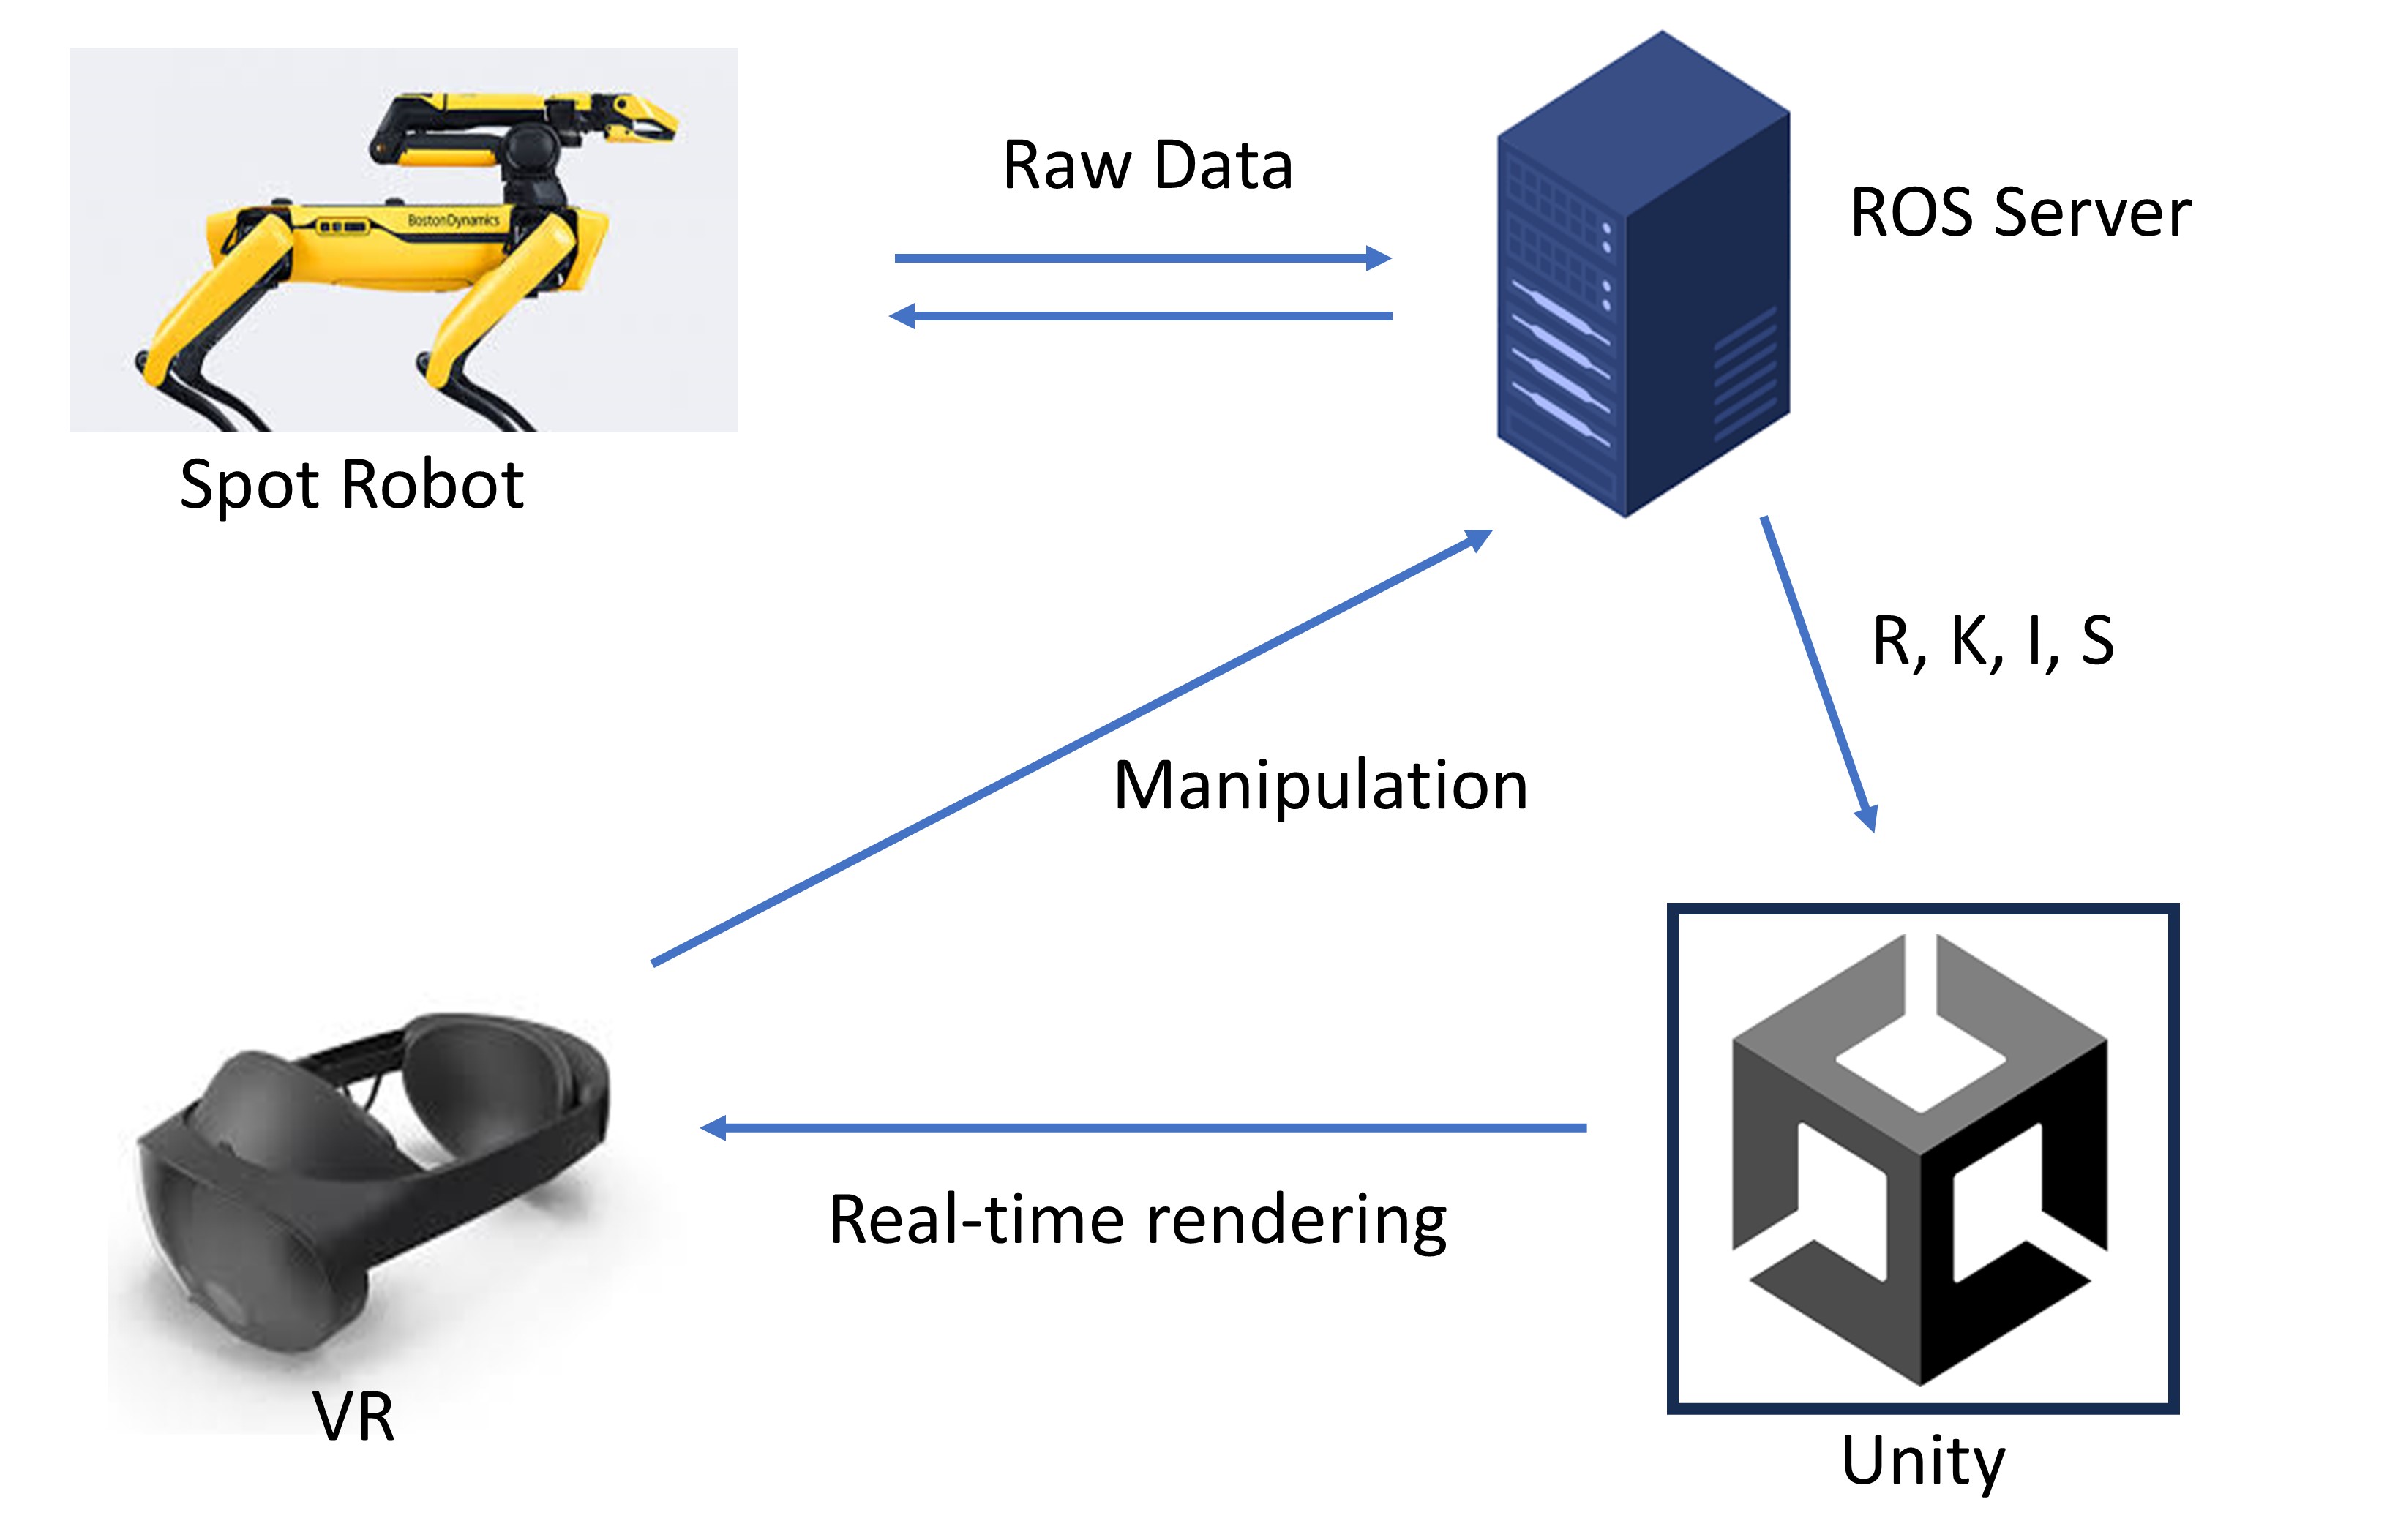 BostonDynamics
Raw Data
ROS Server
Spot Robot
R, K, I, S
Manipulation
Real-time rendering
VR
Unity